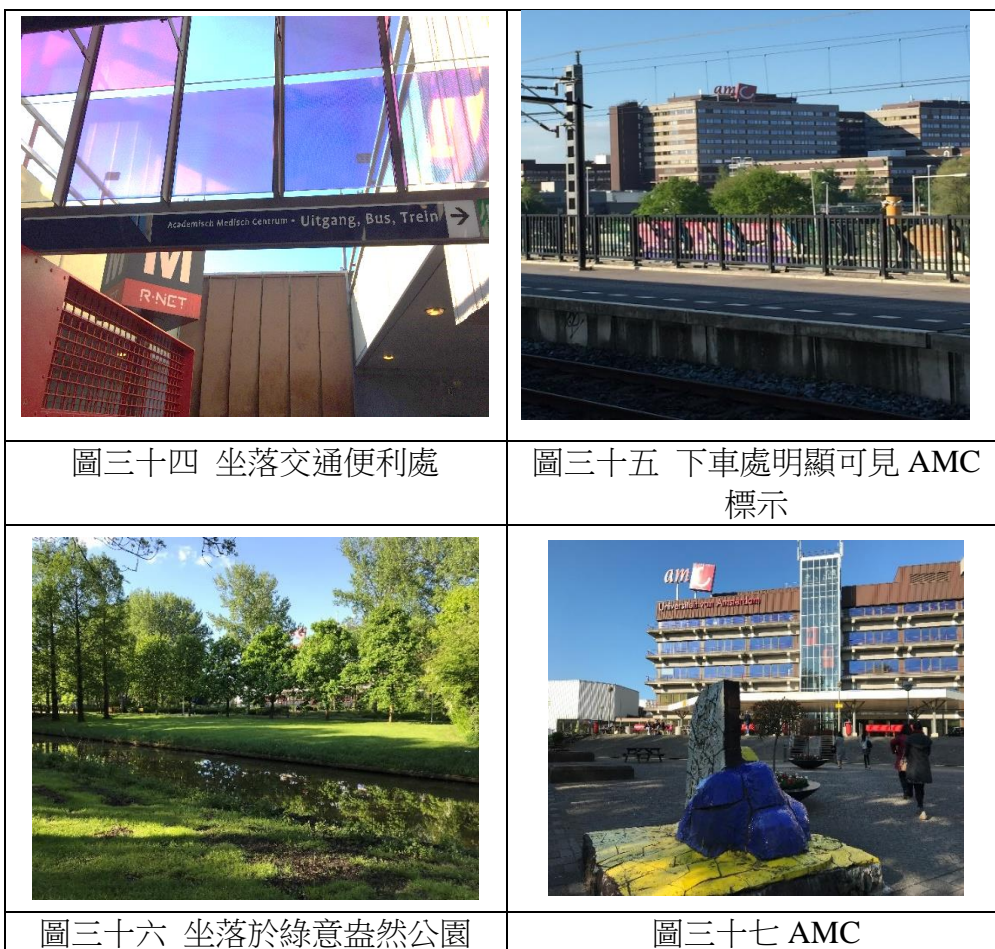 Academisch Medisch Centrum - Uitgang, Bus, Trein →
M
R-NET
amc
圖三十四 坐落交通便利處
圖三十五 下車處明顯可見 AMC
標示
amc
Universiteit van Amsterdam
圖三十六 坐落於綠意盎然公園
圖三十七 AMC